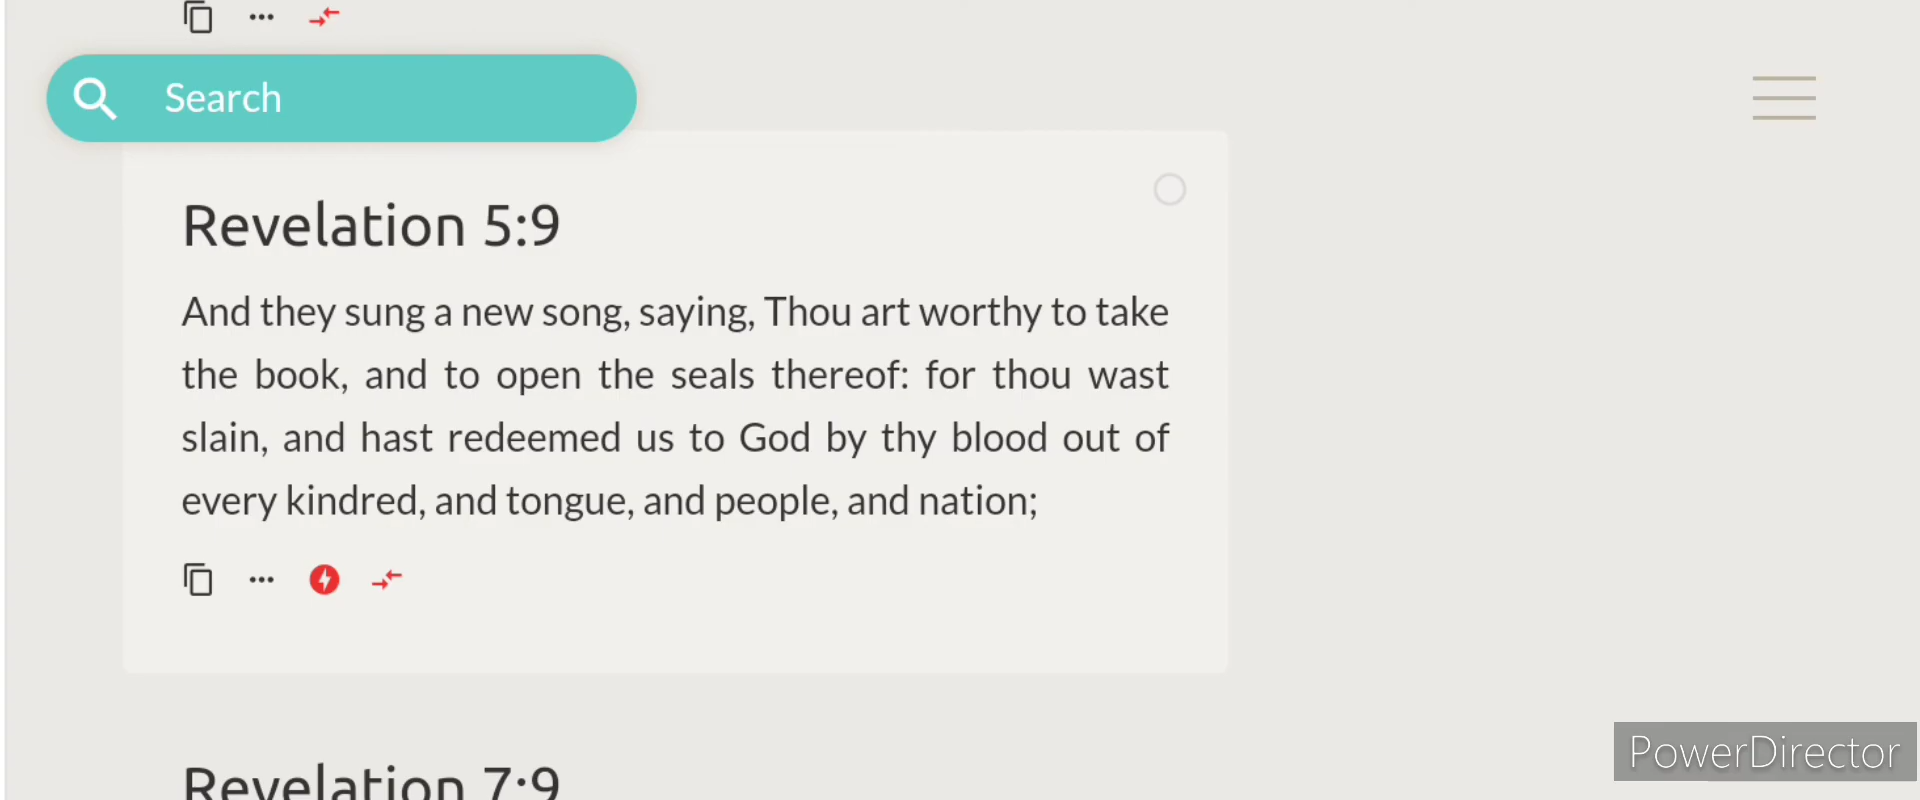 Search
Revelation 5:9
And they sung a new song, saying, Thou art worthy to take
the book, and to open the seals thereof: for thou wast
slain, and hast redeemed us to God by thy blood out of
every kindred, and tongue, and people, and nation;
Revelation 7:9
PowerDirector